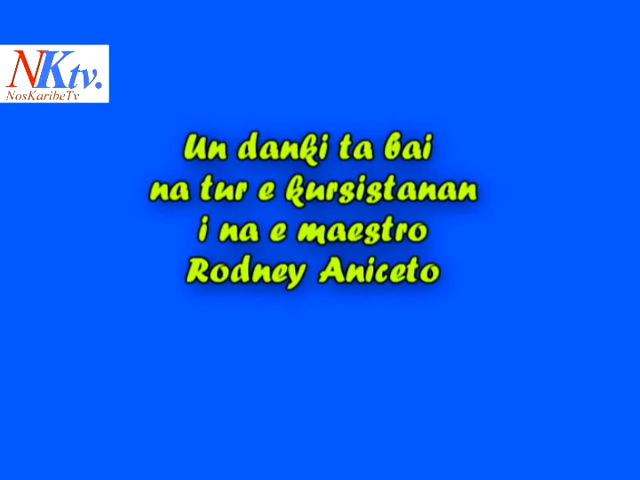 NKtv.
NosKaribeTv
Un danki ta bai
na tur e kursistanan
i na e maestro
Rodney Aniceto